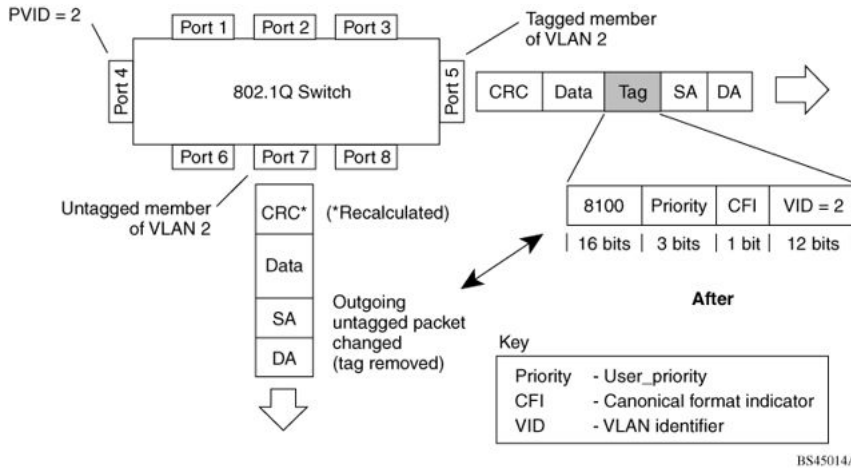 PVID = 2
Port 1
Port 2
Port 3
Tagged member
of VLAN 2
Port 4
802.1Q Switch
Port 5
CRC
Data
Tag
SA
DA
Port 6
Port 7
Port 8
Untagged member
of VLAN 2
CRC*
(*Recalculated)
Data
SA
DA
Outgoing
untagged packet
changed
(tag removed)
8100
Priority
CFI
VID = 2
16 bits
3 bits
1 bit
12 bits
After
Key
Priority - User_priority
CFI - Canonical format indicator
VID - VLAN identifier
BS45014A